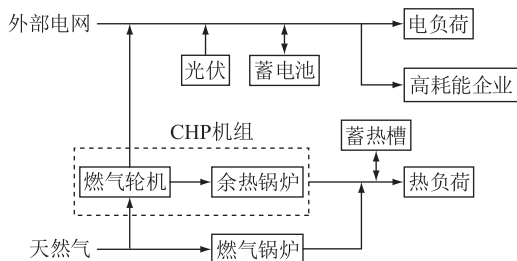 外部电网
电负荷
光伏
蓄电池
高耗能企业
CHP机组
蓄热槽
燃气轮机
余热锅炉
热负荷
天然气
燃气锅炉